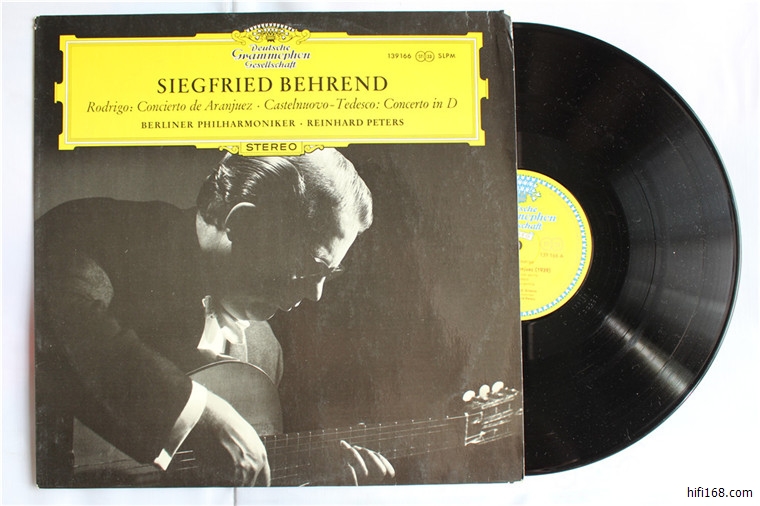 Deutsche
Grammophon
Gesellschaft
139166 SLPM
SIEGFRIED BEHREND
Rodrigo: Concierto de Aranjuez · Castelnuovo-Tedesco: Concerto in D
BERLINER PHILHARMONIKER · REINHARD PETERS
STEREO
hifi168.com